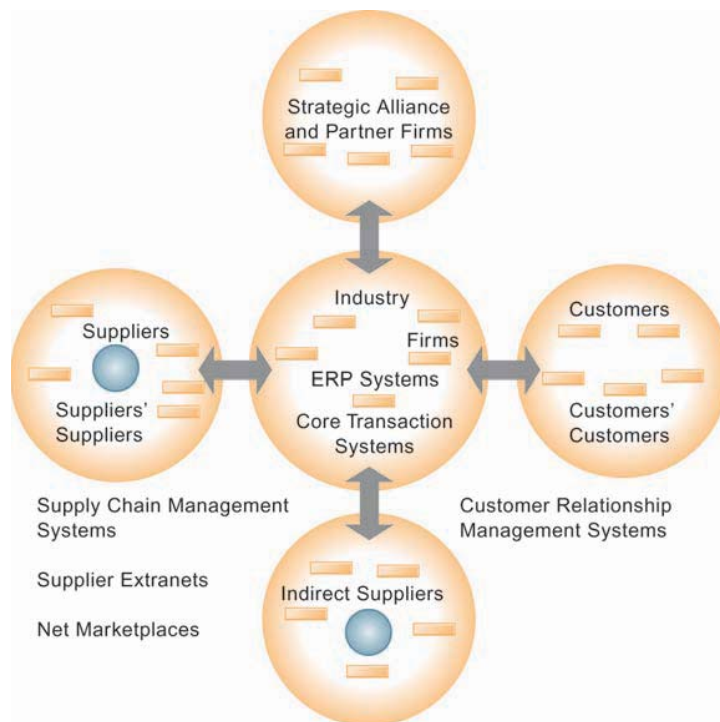 Strategic Alliance
and Partner Firms
Industry
Firms
ERP Systems
Core Transaction
Systems
Suppliers
Suppliers’
Suppliers
Customers
Customers’
Customers
Supply Chain Management
Systems
Supplier Extranets
Net Marketplaces
Customer Relationship
Management Systems
Indirect Suppliers